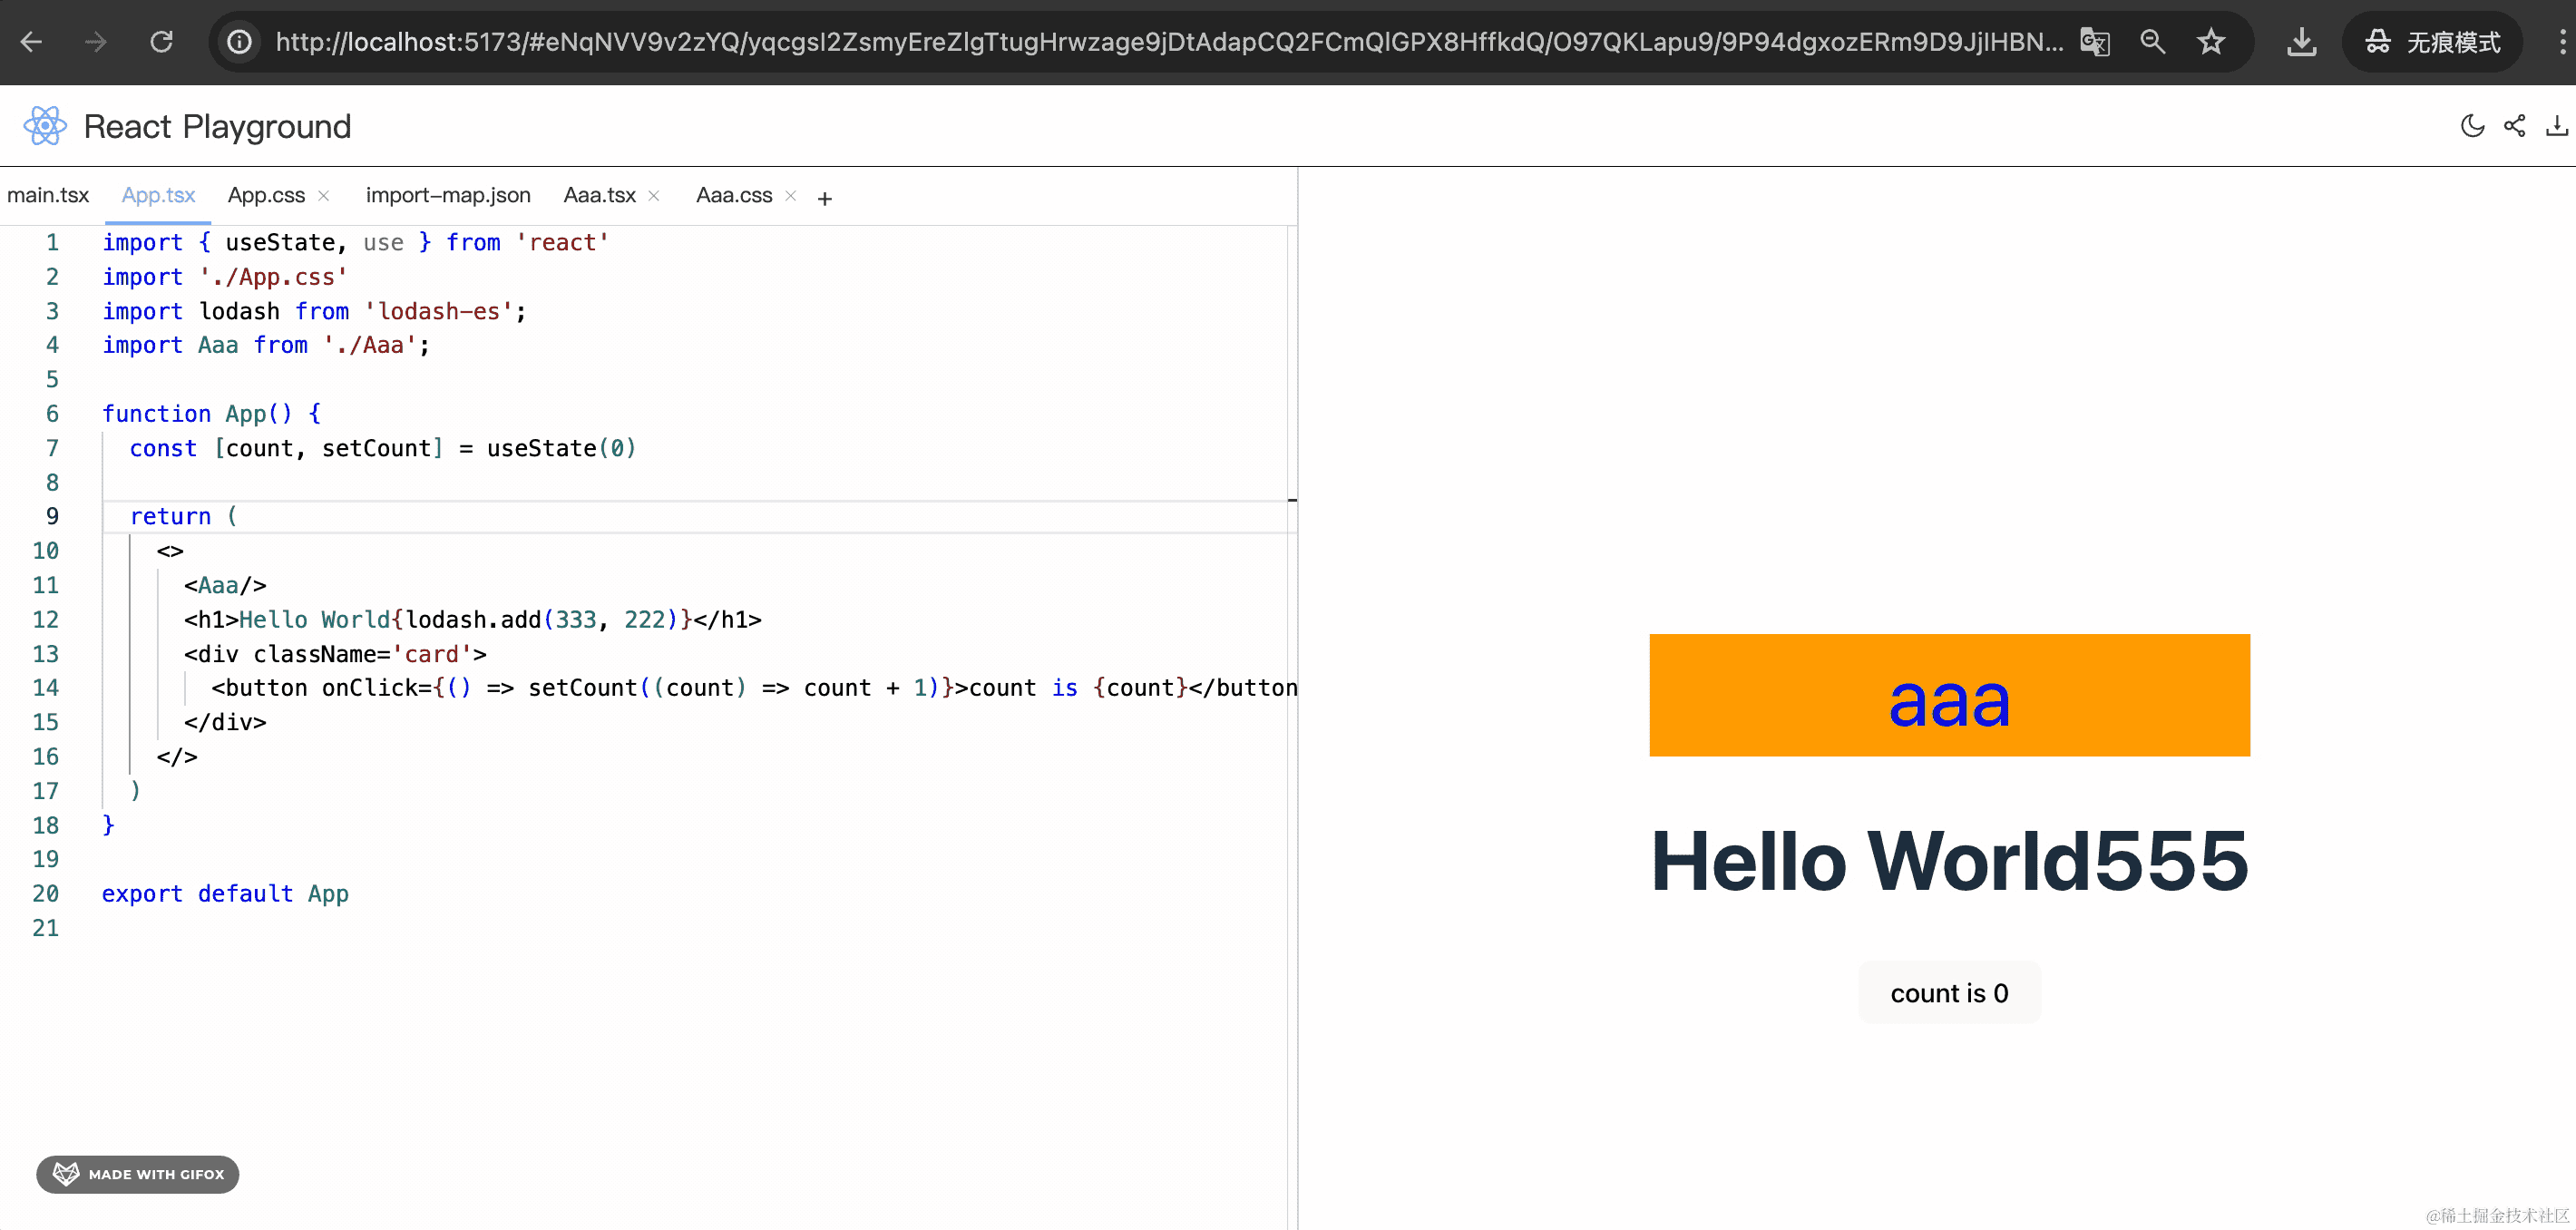 http://localhost:5173/#eNqNVV9v2zYQ/yqcgsI2ZsmyEreZlgTtugHrwzage9jDtAdapCQ2FCmQlGPX8HffkdQ/O97QKLapu9/9P94dgxozERm9D9JjlHBN... 无痕模式
React Playground
main.tsx App.tsx App.css × import-map.json Aaa.tsx × Aaa.css × +
1 import { useState, use } from 'react'
2 import './App.css'
3 import lodash from 'lodash-es';
4 import Aaa from './Aaa';
5
6 function App() {
7 const [count, setCount] = useState(0)
8
9 return (
10 <>
11 <Aaa/>
12 <h1>Hello World{lodash.add(333, 222)}</h1>
13 <div className='card'>
14 <button onClick={() => setCount((count) => count + 1)}>count is {count}</button
15 </div>
16 </>
17 )
18 }
19
20 export default App
21
aaa
Hello World555
count is 0
MADE WITH GIFOX
@稀土掘金技术社区